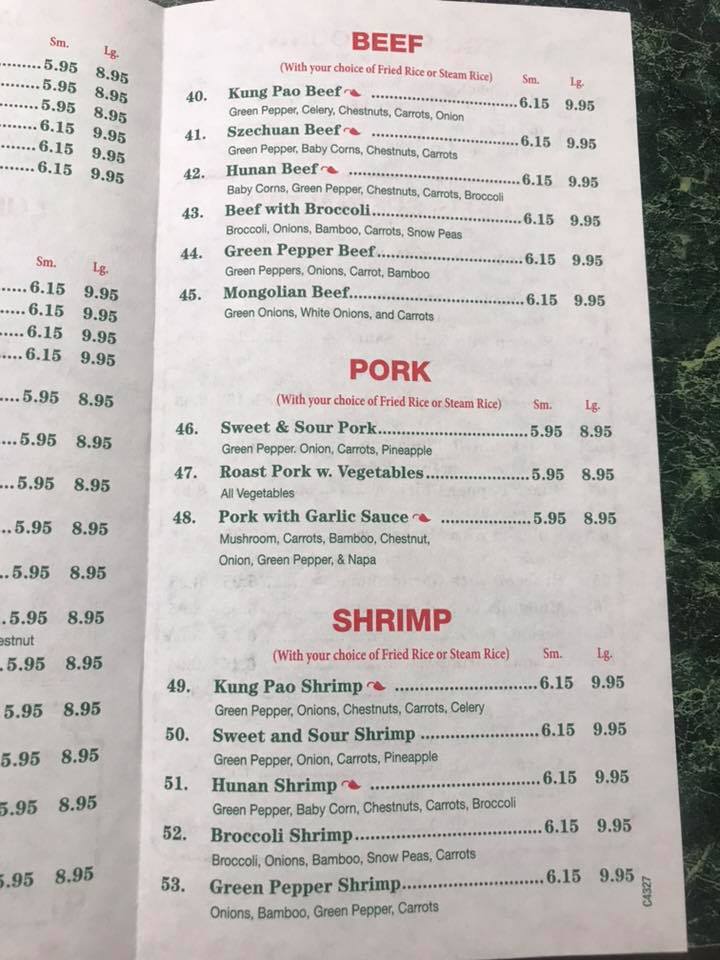 Sm. Lg.
.........5.95 8.95
.........5.95 8.95
.........5.95 8.95
.........6.15 9.95
.........6.15 9.95
.........6.15 9.95
Sm. Lg.
......6.15 9.95
......6.15 9.95
.....6.15 9.95
.....6.15 9.95
....5.95 8.95
....5.95 8.95
...5.95 8.95
..5.95 8.95
..5.95 8.95
.5.95 8.95
estnut
.5.95 8.95
5.95 8.95
5.95 8.95
5.95 8.95
5.95 8.95
BEEF
(With your choice of Fried Rice or Steam Rice) Sm. Lg.
40. Kung Pao Beef ..............................6.15 9.95
Green Pepper, Celery, Chestnuts, Carrots, Onion
41. Szechuan Beef ..............................6.15 9.95
Green Pepper, Baby Corns, Chestnuts, Carrots
42. Hunan Beef ..................................6.15 9.95
Baby Corns, Green Pepper, Chestnuts, Carrots, Broccoli
43. Beef with Broccoli..............................6.15 9.95
Broccoli, Onions, Bamboo, Carrots, Snow Peas
44. Green Pepper Beef..............................6.15 9.95
Green Peppers, Onions, Carrot, Bamboo
45. Mongolian Beef..................................6.15 9.95
Green Onions, White Onions, and Carrots
PORK
(With your choice of Fried Rice or Steam Rice) Sm. Lg.
46. Sweet & Sour Pork..............................5.95 8.95
Green Pepper. Onion, Carrots, Pineapple
47. Roast Pork w. Vegetables.....................5.95 8.95
All Vegetables
48. Pork with Garlic Sauce ..................5.95 8.95
Mushroom, Carrots, Bamboo, Chestnut,
Onion, Green Pepper, & Napa
SHRIMP
(With your choice of Fried Rice or Steam Rice) Sm. Lg.
49. Kung Pao Shrimp ............................6.15 9.95
Green Pepper, Onions, Chestnuts, Carrots, Celery
50. Sweet and Sour Shrimp ........................6.15 9.95
Green Pepper, Onion, Carrots, Pineapple
51. Hunan Shrimp ..................................6.15 9.95
Green Pepper, Baby Corn, Chestnuts, Carrots, Broccoli
52. Broccoli Shrimp.....................................6.15 9.95
Broccoli, Onions, Bamboo, Snow Peas, Carrots
53. Green Pepper Shrimp............................6.15 9.95
Onions, Bamboo, Green Pepper, Carrots
C4327